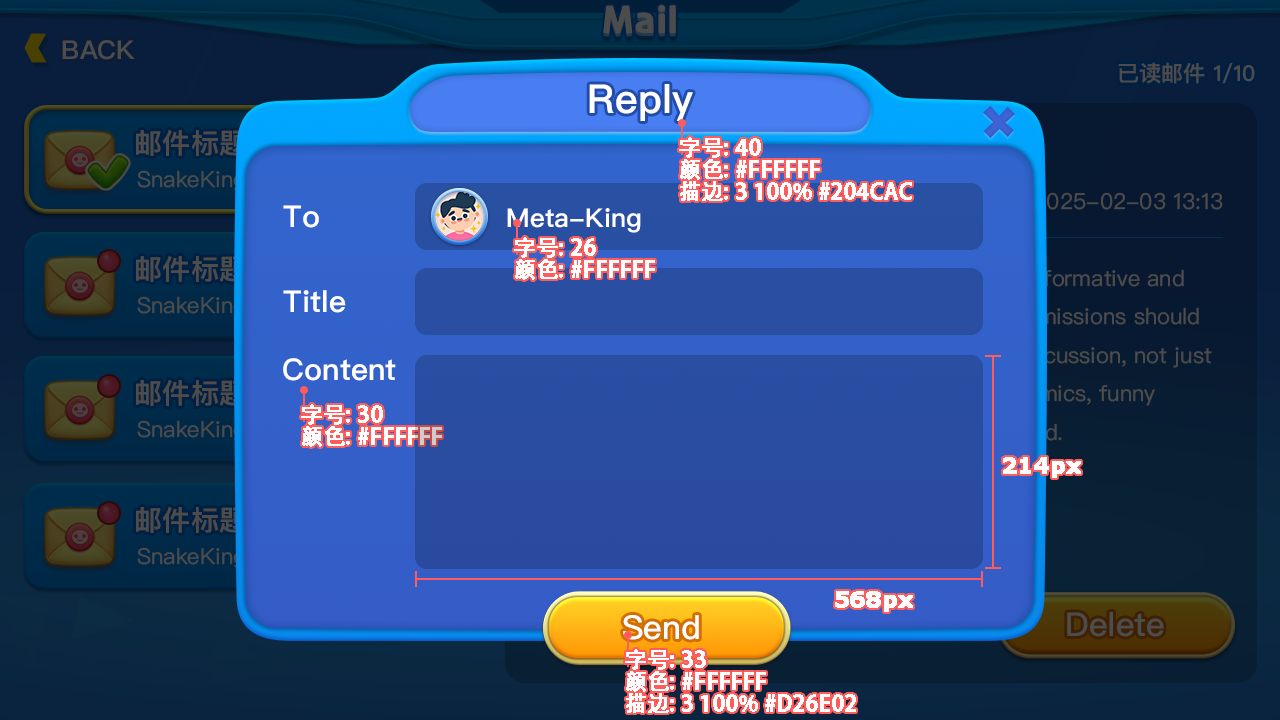 Mail
BACK
已读邮件 1/10
Reply
字号: 40
颜色: #FFFFFF
描边: 3 100% #204CAC
邮件标题
SnakeKing
025-02-03 13:13
To
Meta-King
字号: 26
颜色: #FFFFFF
邮件标题
SnakeKin
formative and
Title
missions should
cussion, not just
Content
邮件标题
SnakeKing
mics, funny
字号: 30
颜色: #FFFFFF
d.
214px
邮件标题
SnakeKing
568px
Send
Delete
字号: 33
颜色: #FFFFFF
描边: 3 100% #D26E02